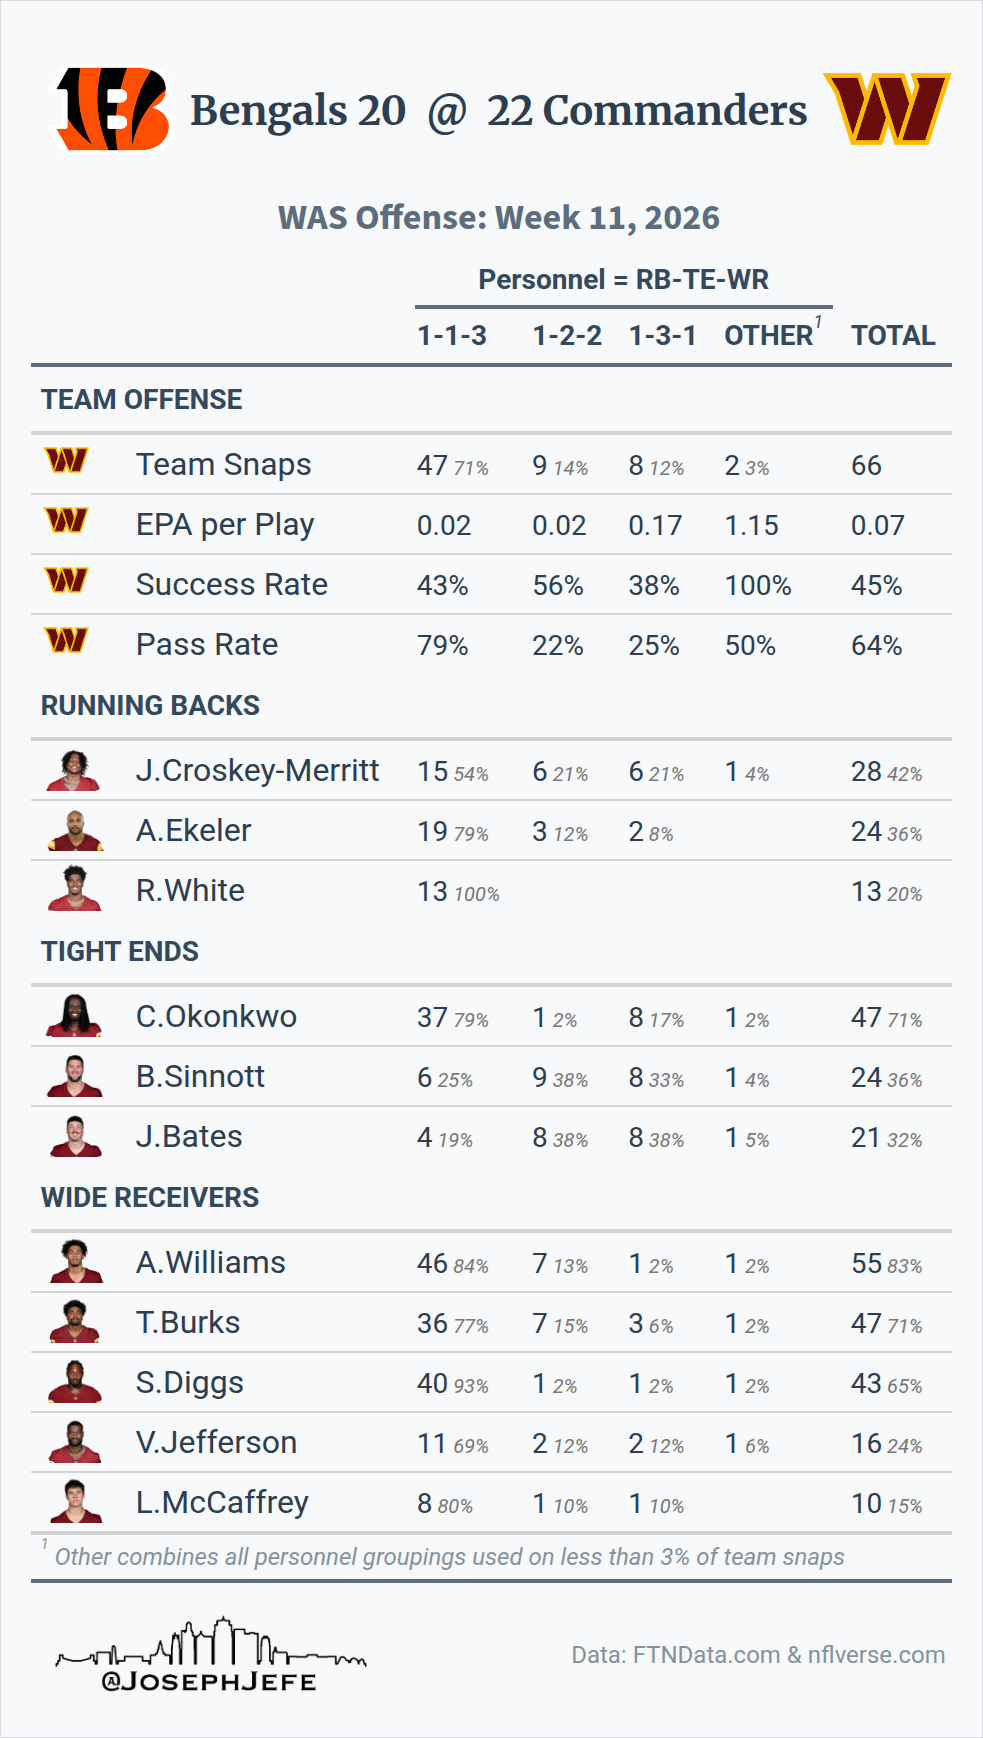 Bengals 20 @ 22 Commanders
WAS Offense: Week 11, 2026
Personnel = RB-TE-WR
1-1-3 1-2-2 1-3-1 OTHER1 TOTAL
TEAM OFFENSE
Team Snaps 47 71% 9 14% 8 12% 2 3% 66
EPA per Play 0.02 0.02 0.17 1.15 0.07
Success Rate 43% 56% 38% 100% 45%
Pass Rate 79% 22% 25% 50% 64%
RUNNING BACKS
J.Croskey-Merritt 15 54% 6 21% 6 21% 1 4% 28 42%
A.Ekeler 19 79% 3 12% 2 8% 24 36%
R.White 13 100% 13 20%
TIGHT ENDS
C.Okonkwo 37 79% 1 2% 8 17% 1 2% 47 71%
B.Sinnott 6 25% 9 38% 8 33% 1 4% 24 36%
J.Bates 4 19% 8 38% 8 38% 1 5% 21 32%
WIDE RECEIVERS
A.Williams 46 84% 7 13% 1 2% 1 2% 55 83%
T.Burks 36 77% 7 15% 3 6% 1 2% 47 71%
S.Diggs 40 93% 1 2% 1 2% 1 2% 43 65%
V.Jefferson 11 69% 2 12% 2 12% 1 6% 16 24%
L.McCaffrey 8 80% 1 10% 1 10% 10 15%
1 Other combines all personnel groupings used on less than 3% of team snaps
@JosephJefe
Data: FTNData.com & nflverse.com